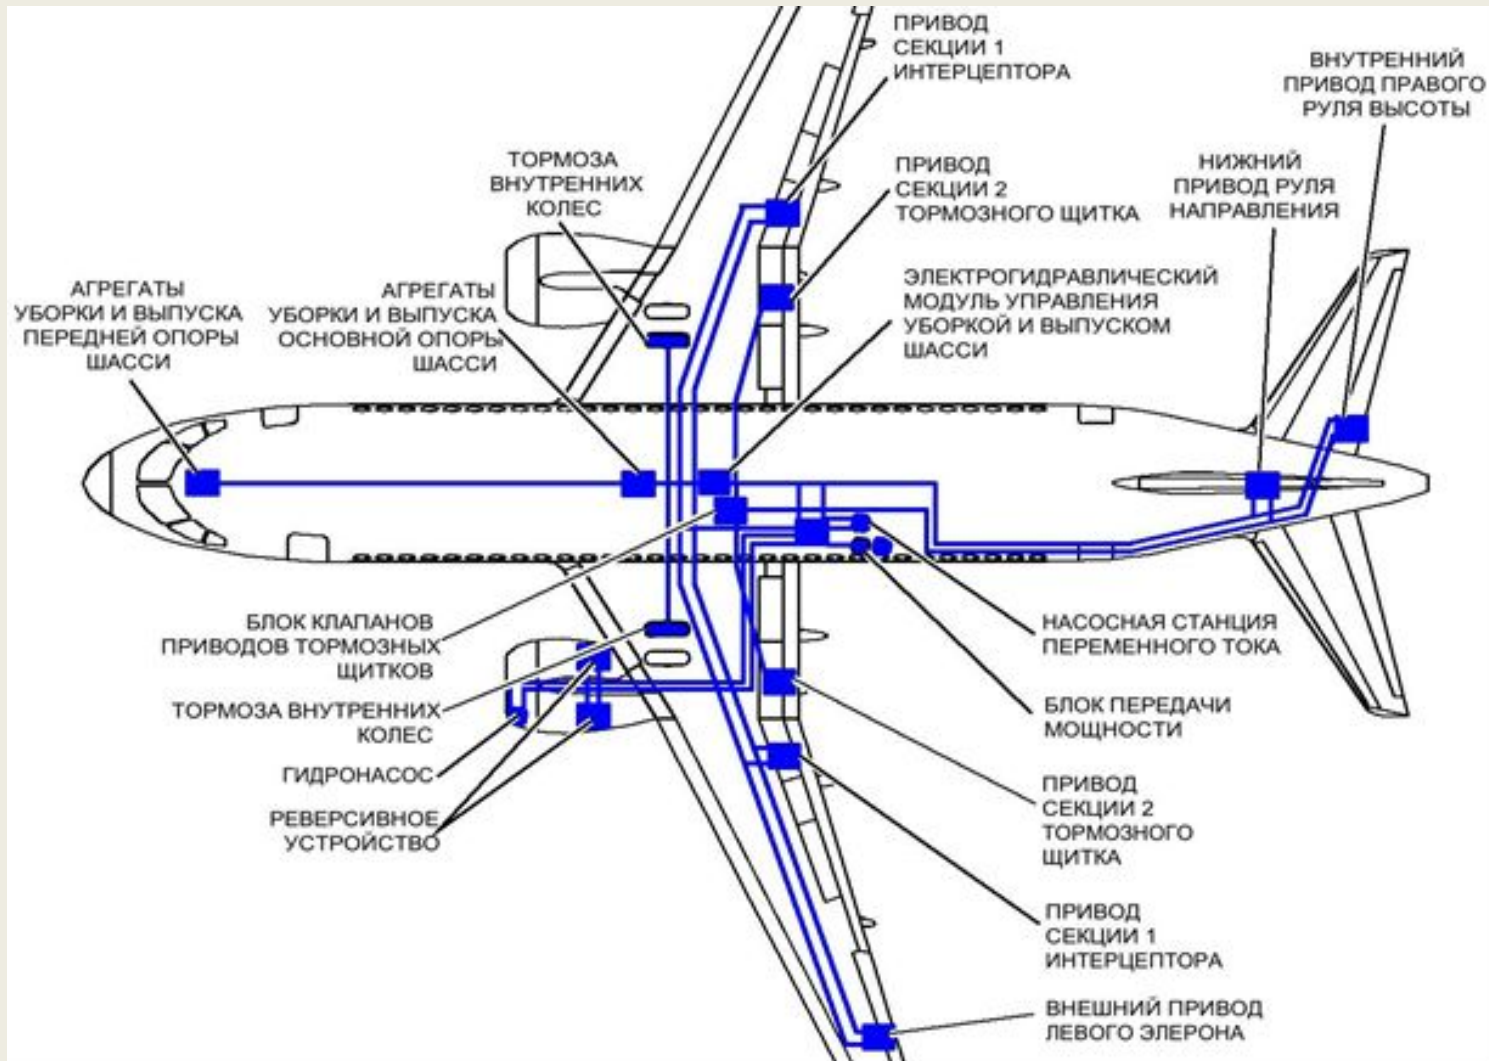 ПРИВОД
СЕКЦИИ 1
ИНТЕРЦЕПТОРА
ВНУТРЕННИЙ
ПРИВОД ПРАВОГО
РУЛЯ ВЫСОТЫ
ТОРМОЗА
ВНУТРЕННИХ
КОЛЕС
ПРИВОД
СЕКЦИИ 2
ТОРМОЗНОГО ЩИТКА
НИЖНИЙ
ПРИВОД РУЛЯ
НАПРАВЛЕНИЯ
АГРЕГАТЫ
УБОРКИ И ВЫПУСКА
ПЕРЕДНЕЙ ОПОРЫ
ШАССИ
АГРЕГАТЫ
УБОРКИ И ВЫПУСКА
ОСНОВНОЙ ОПОРЫ
ШАССИ
ЭЛЕКТРОГИДРАВЛИЧЕСКИЙ
МОДУЛЬ УПРАВЛЕНИЯ
УБОРКОЙ И ВЫПУСКОМ
ШАССИ
БЛОК КЛАПАНОВ
ПРИВОДОВ ТОРМОЗНЫХ
ЩИТКОВ
НАСОСНАЯ СТАНЦИЯ
ПЕРЕМЕННОГО ТОКА
ТОРМОЗА ВНУТРЕННИХ
КОЛЕС
БЛОК ПЕРЕДАЧИ
МОЩНОСТИ
ГИДРОНАСОС
РЕВЕРСИВНОЕ
УСТРОЙСТВО
ПРИВОД
СЕКЦИИ 2
ТОРМОЗНОГО
ЩИТКА
ПРИВОД
СЕКЦИИ 1
ИНТЕРЦЕПТОРА
ВНЕШНИЙ ПРИВОД
ЛЕВОГО ЭЛЕРОНА